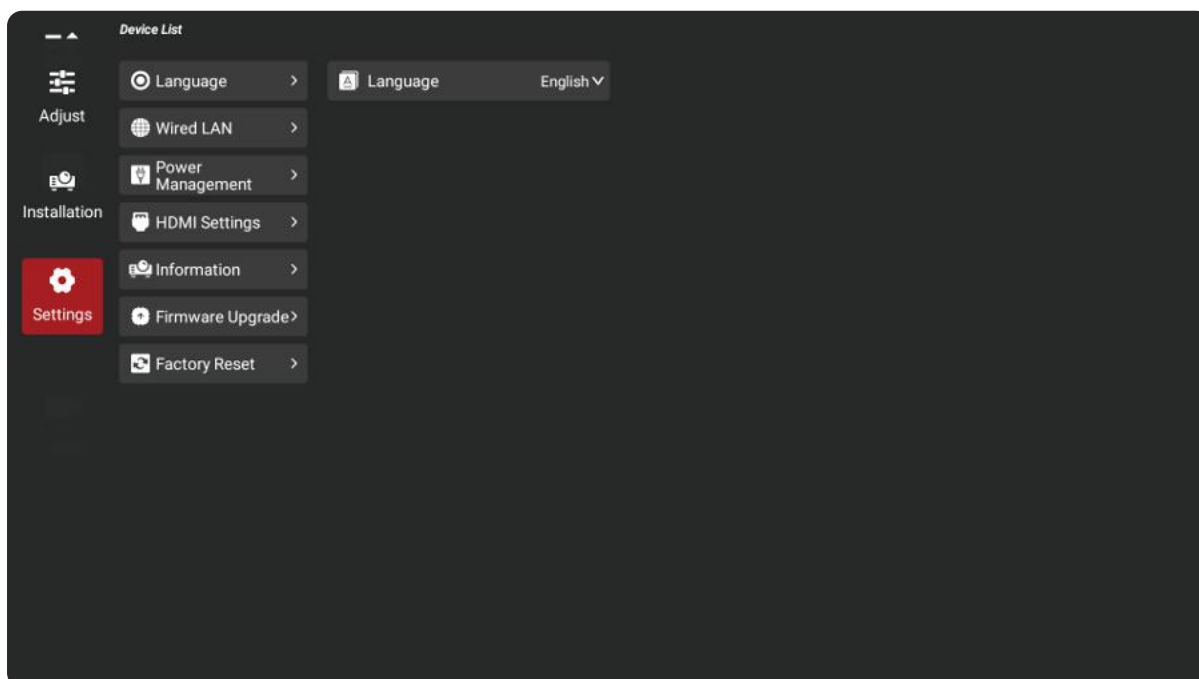 Device List
Adjust
Installation
Settings
Language
Wired LAN
Power
Management
HDMI Settings
Information
Firmware Upgrade
Factory Reset
Language English